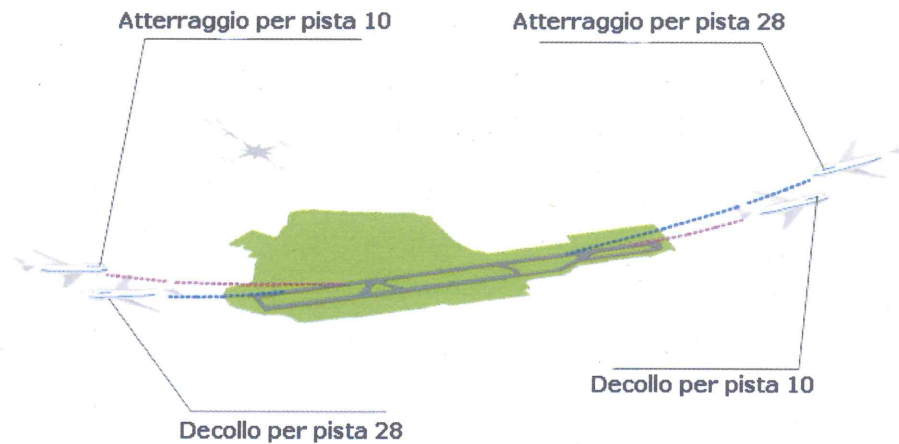 Atterraggio per pista 10
Atterraggio per pista 28
Decollo per pista 10
Decollo per pista 28